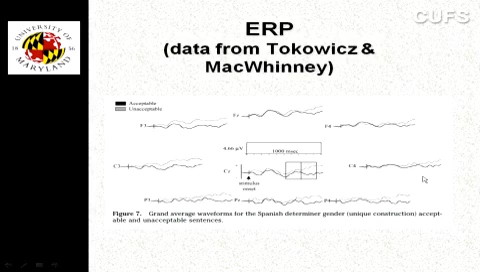 CUFS
UNIVERSITY OF
18 56
MARYLAND
ERP
(data from Tokowicz &
MacWhinney)
Acceptable
Unacceptable
F3
Fz
F4
4.66 µV
1000 msec
C3
Cz
C4
stimulus
onset
P3
Pz
P4
Figure 7. Grand average waveforms for the Spanish determiner gender (unique construction) accept-
able and unacceptable sentences.